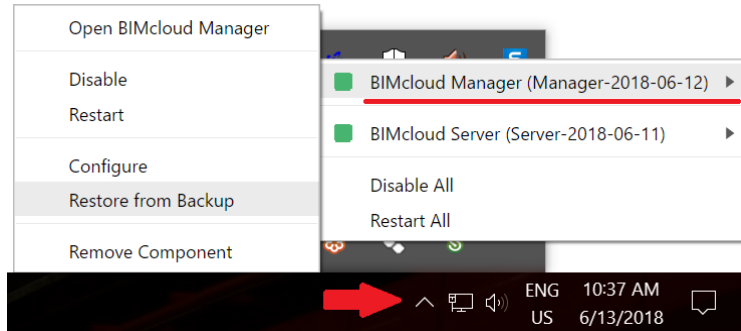 Open BIMcloud Manager
Disable
Restart
Configure
Restore from Backup
Remove Component
BIMcloud Manager (Manager-2018-06-12)
BIMcloud Server (Server-2018-06-11)
Disable All
Restart All
ENG
US
10:37 AM
6/13/2018